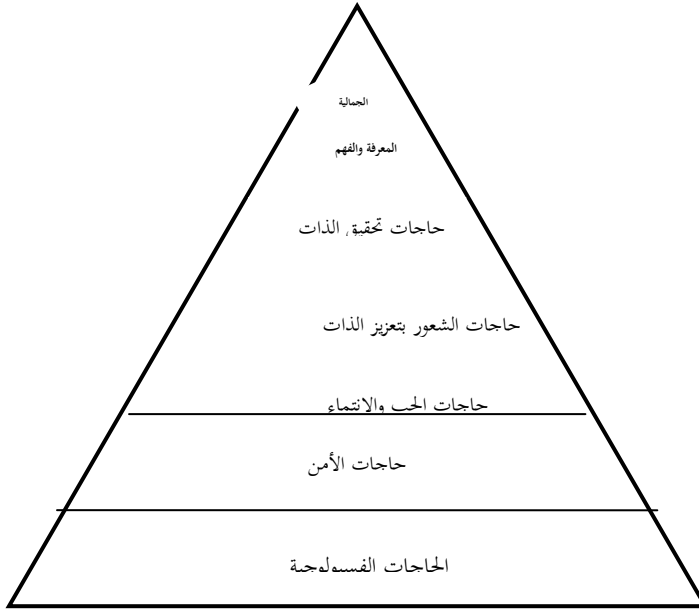 الجمالية
المعرفة والفهم
حاجات تحقيق الذات
حاجات الشعور بتعزيز الذات
حاجات الحب والانتماء
حاجات الأمن
الحاجات الفسيولوجية